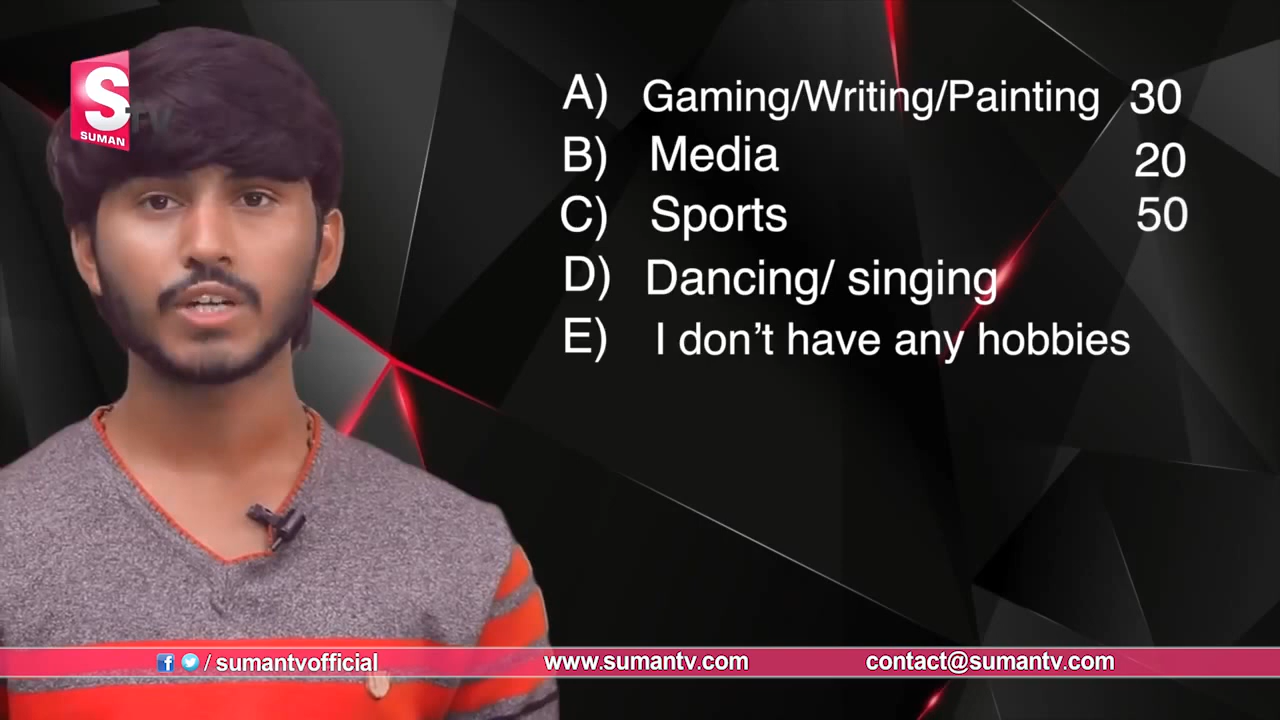 S
TV
SUMAN
A) Gaming/Writing/Painting 30
B) Media 20
C) Sports 50
D) Dancing/ singing
E) I don't have any hobbies
/ sumantvofficial www.sumantv.com contact@sumantv.com